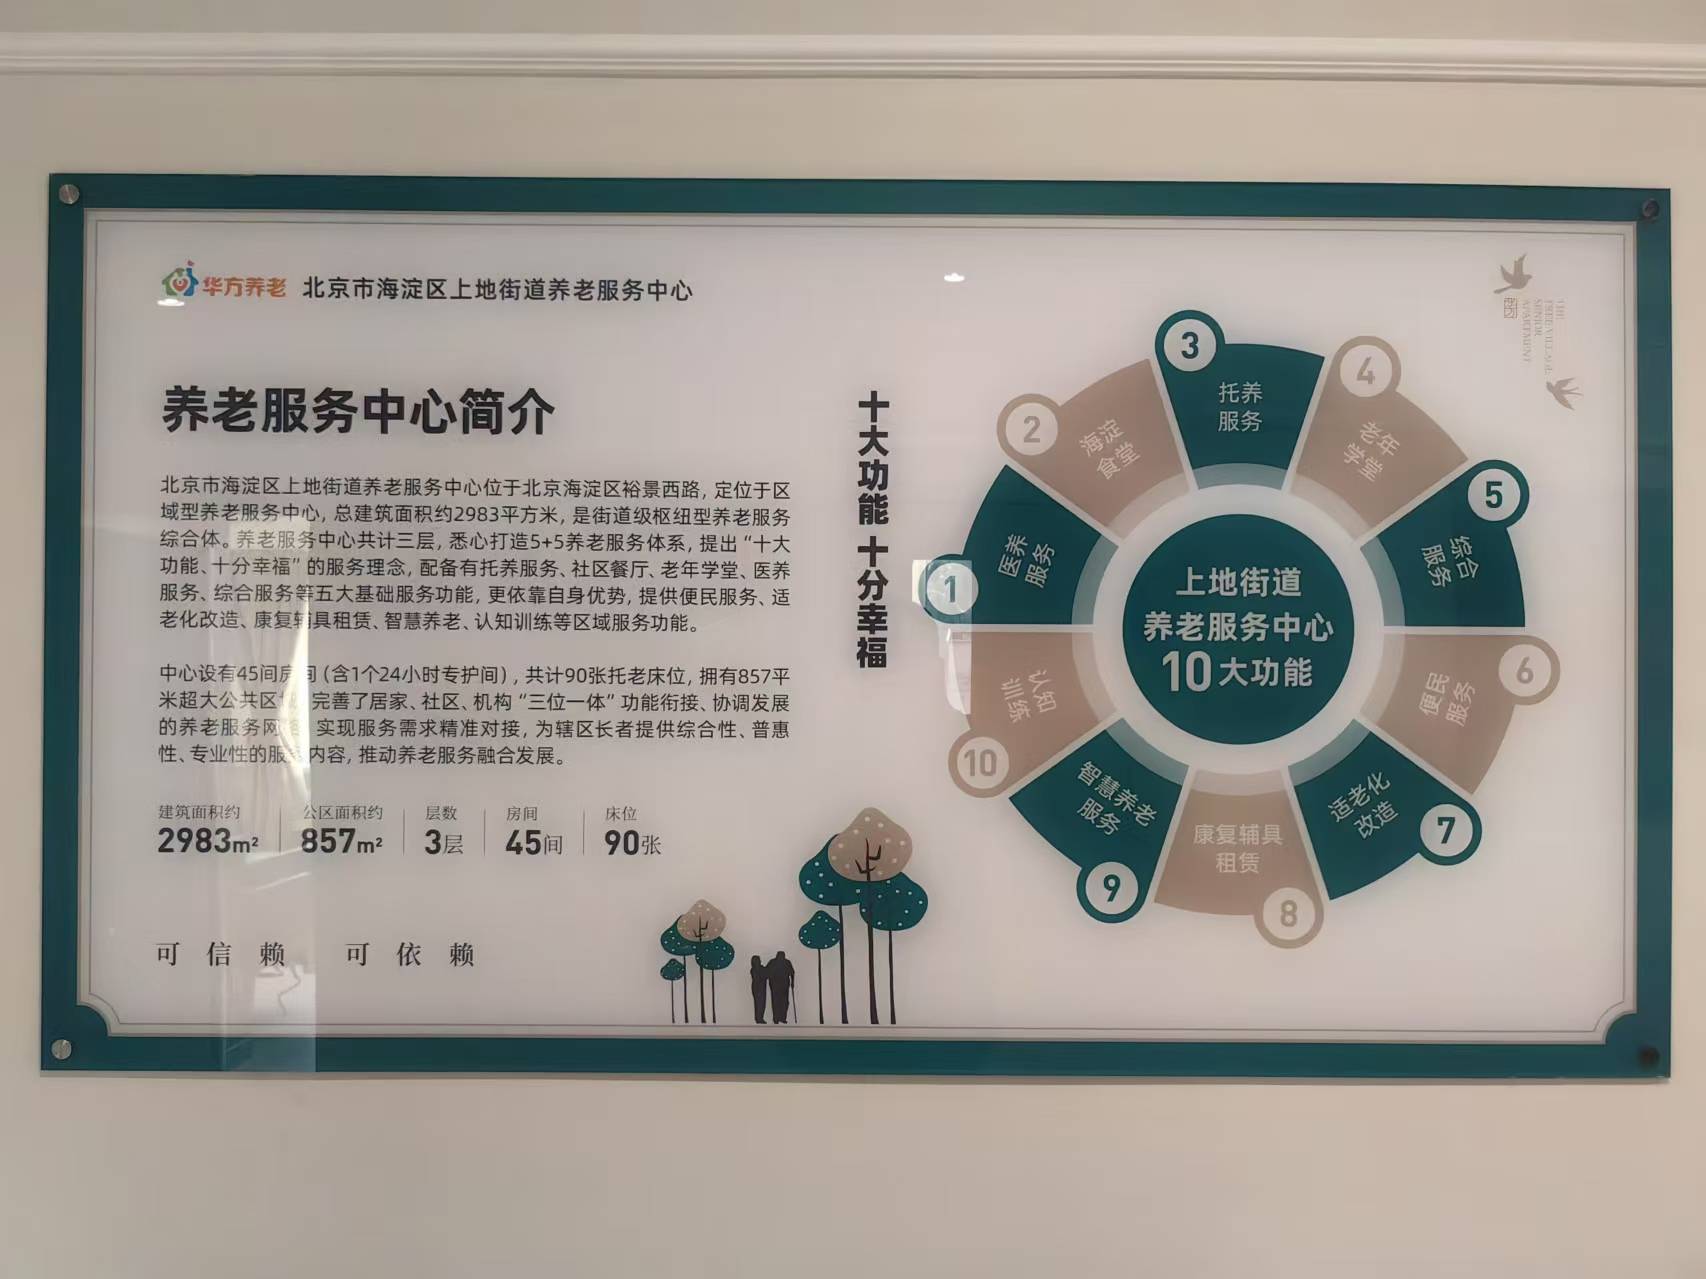 华方养老 北京市海淀区上地街道养老服务中心
养老服务中心简介
北京市海淀区上地街道养老服务中心位于北京海淀区裕景西路，定位于区
域型养老服务中心，总建筑面积约2983平方米，是街道级枢纽型养老服务
综合体。养老服务中心共计三层，悉心打造5+5养老服务体系，提出“十大
功能、十分幸福”的服务理念，配备有托养服务、社区餐厅、老年学堂、医养
服务、综合服务等五大基础服务功能，更依靠自身优势，提供便民服务、适
老化改造、康复辅具租赁、智慧养老、认知训练等区域服务功能。
中心设有45间房间（含1个24小时专护间），共计90张托老床位，拥有857平
米超大公共区域，完善了居家、社区、机构“三位一体”功能衔接、协调发展
的养老服务网络，实现服务需求精准对接，为辖区长者提供综合性、普惠
性、专业性的服务内容，推动养老服务融合发展。
建筑面积约 公区面积约 层数 房间 床位
2983m² 857m² 3层 45间 90张
可信赖 可依赖
十大功能 十分幸福
上地街道
养老服务中心
10大功能
1
医养
服务
2
海淀
食堂
3
托养
服务
4
老年
学堂
5
综合
服务
6
便民
服务
7
适老化
改造
8
康复辅具
租赁
9
智慧养老
服务
10
认知
训练
THE
SENIOR
APARTMENT